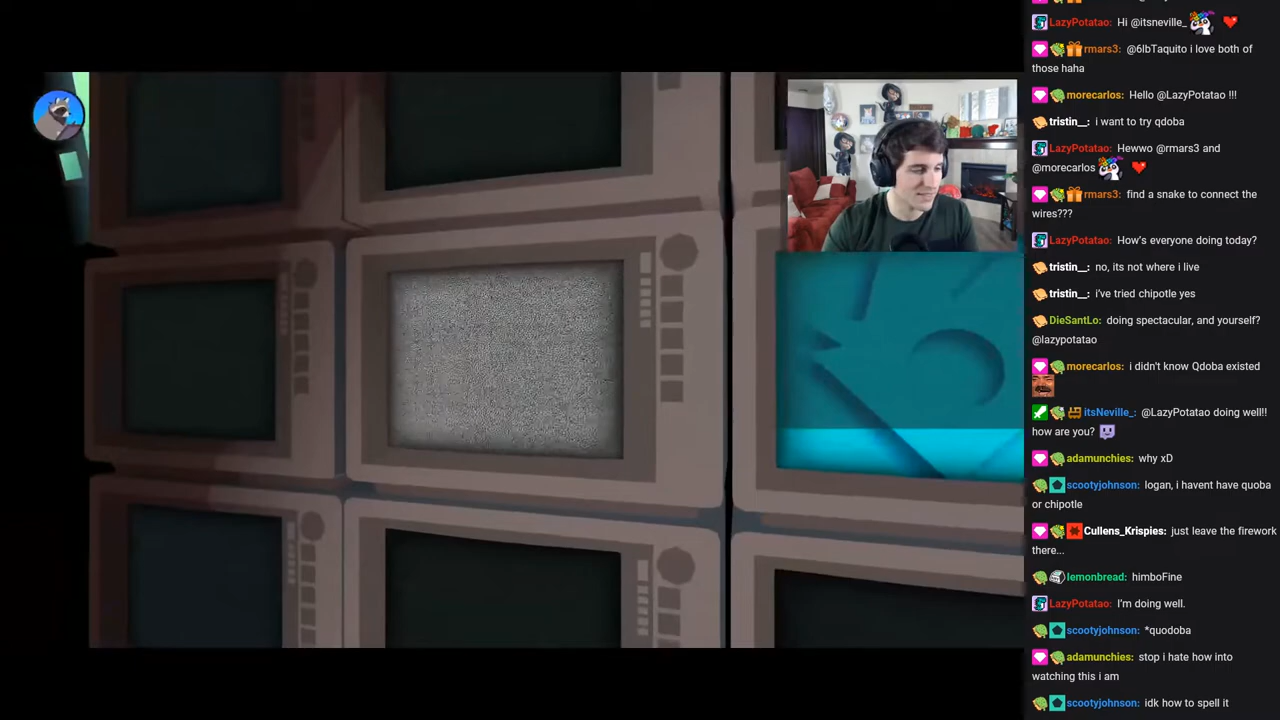 LazyPotatao: Hi @itsneville_
rmars3: @6lbTaquito i love both of
those haha
morecarlos: Hello @LazyPotatao !!!
tristin__: i want to try qdoba
LazyPotatao: Hewwo @rmars3 and
@morecarlos
rmars3: find a snake to connect the
wires???
LazyPotatao: How's everyone doing today?
tristin__: no, its not where i live
tristin__: i've tried chipotle yes
DieSantLo: doing spectacular, and yourself?
@lazypotatao
morecarlos: i didn't know Qdoba existed
itsNeville_: @LazyPotatao doing well!!
how are you?
adamunchies: why xD
scootyjohnson: logan, i havent have quoba
or chipotle
Cullens_Krispies: just leave the firework
there...
lemonbread: himboFine
LazyPotatao: I'm doing well.
scootyjohnson: *quodoba
adamunchies: stop i hate how into
watching this i am
scootyjohnson: idk how to spell it